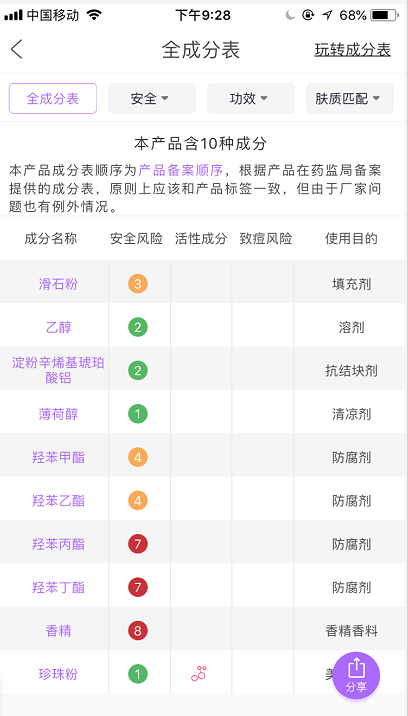 中国移动 下午9:28 68%
全成分表 玩转成分表
全成分表 安全 功效 肤质匹配
本产品含10种成分
本产品成分表顺序为产品备案顺序，根据产品在药监局备案
提供的成分表，原则上应该和产品标签一致，但由于厂家问
题也有例外情况。
成分名称 安全风险 活性成分 致痘风险 使用目的
滑石粉 3 填充剂
乙醇 2 溶剂
淀粉辛烯基琥珀
酸铝 2 抗结块剂
薄荷醇 1 清凉剂
羟苯甲酯 4 防腐剂
羟苯乙酯 4 防腐剂
羟苯丙酯 7 防腐剂
羟苯丁酯 7 防腐剂
香精 8 香精香料
珍珠粉 1
分享